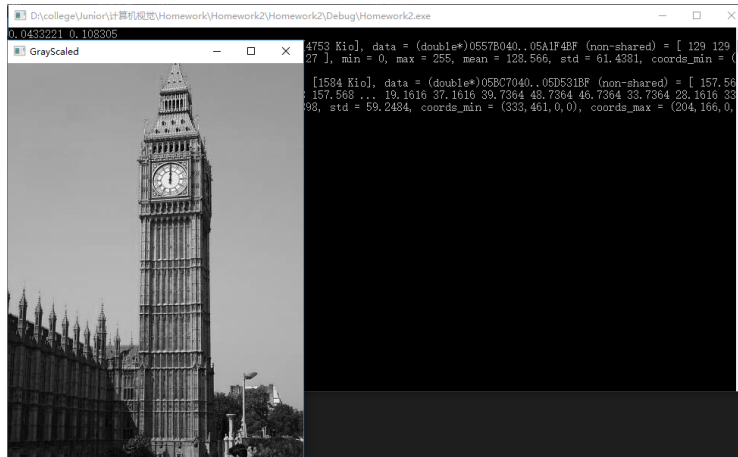 D:\college\Junior\计算机视觉\Homework\Homework2\Homework2\Debug\Homework2.exe
0.0433221 0.108305
GrayScaled
4753 Kio], data = (double*)0557B040..05A1F4BF (non-shared) = [ 129 129
27 ], min = 0, max = 255, mean = 128.566, std = 61.4381, coords_min = (
[1584 Kio], data = (double*)05BC7040..05D531BF (non-shared) = [ 157.56
157.568 ... 19.1616 37.1616 39.7364 48.7364 46.7364 33.7364 28.1616 33
398, std = 59.2484, coords_min = (333,461,0,0), coords_max = (204,166,0,